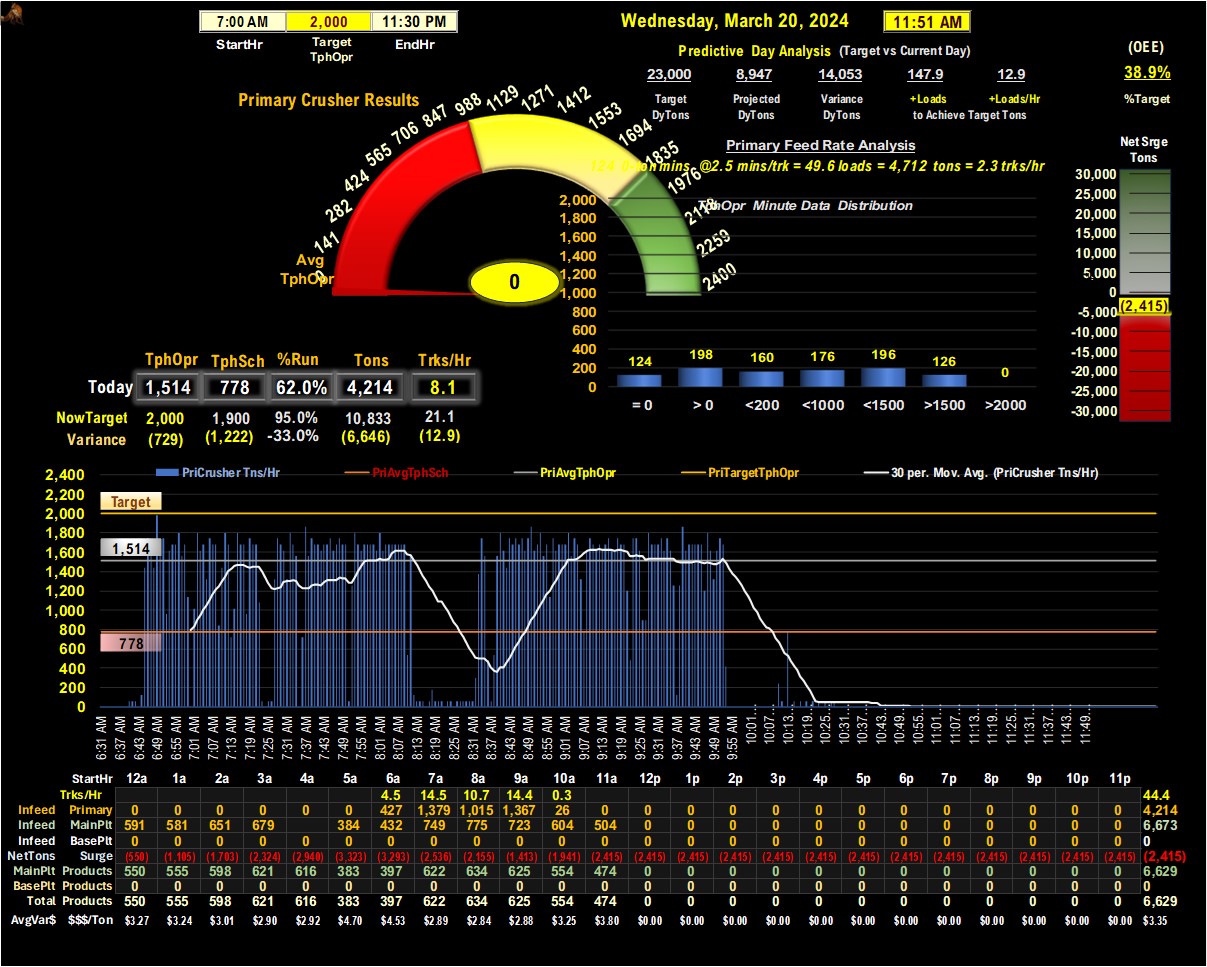 7:00 AM 2,000 11:30 PM
StartHr Target TphOpr EndHr
Wednesday, March 20, 2024 11:51 AM
Predictive Day Analysis (Target vs Current Day)
(OEE)
23,000 8,947 14,053 147.9 12.9
38.9%
Target DyTons Projected DyTons Variance DyTons +Loads +Loads/Hr to Achieve Target Tons
%Target
Primary Crusher Results
0 141 282 424 565 706 847 988 1129 1271 1412 1553 1694 1835 1976 2118 2259 2400
Avg TphOpr
0
Primary Feed Rate Analysis
124 mins @2.5 mins/trk = 49.6 loads = 4,712 tons = 2.3 trks/hr
TphOpr Minute Data Distribution
2,000
1,800
1,600
1,400
1,200
1,000
800
600
400
200
0
124 198 160 176 196 126 0
= 0 > 0 <200 <1000 <1500 >1500 >2000
Net Srge Tons
30,000
25,000
20,000
15,000
10,000
5,000
0
(2,415)
-5,000
-10,000
-15,000
-20,000
-25,000
-30,000
TphOpr TphSch %Run Tons Trks/Hr
Today 1,514 778 62.0% 4,214 8.1
NowTarget 2,000 1,900 95.0% 10,833 21.1
Variance (729) (1,222) -33.0% (6,646) (12.9)
PriCrusher Tns/Hr PriAvgTphSch PriAvgTphOpr PriTargetTphOpr 30 per. Mov. Avg. (PriCrusher Tns/Hr)
2,400
2,200
2,000
1,800
1,600
1,400
1,200
1,000
800
600
400
200
0
Target
1,514
778
6:31 AM 6:37 AM 6:43 AM 6:49 AM 6:55 AM 7:01 AM 7:07 AM 7:13 AM 7:19 AM 7:25 AM 7:31 AM 7:37 AM 7:43 AM 7:49 AM 7:55 AM 8:01 AM 8:07 AM 8:13 AM 8:19 AM 8:25 AM 8:31 AM 8:37 AM 8:43 AM 8:49 AM 8:55 AM 9:01 AM 9:07 AM 9:13 AM 9:19 AM 9:25 AM 9:31 AM 9:37 AM 9:43 AM 9:49 AM 9:55 AM 10:01... 10:07... 10:13... 10:19... 10:25... 10:31... 10:37... 10:43... 10:49... 10:55... 11:01... 11:07... 11:13... 11:19... 11:25... 11:31... 11:37... 11:43... 11:49...
StartHr 12a 1a 2a 3a 4a 5a 6a 7a 8a 9a 10a 11a 12p 1p 2p 3p 4p 5p 6p 7p 8p 9p 10p 11p
Trks/Hr 4.5 14.5 10.7 14.4 0.3 44.4
Infeed Primary 0 0 0 0 0 0 427 1,379 1,015 1,367 26 0 0 0 0 0 0 0 0 0 0 0 0 4,214
Infeed MainPlt 591 581 651 679 384 432 749 775 723 604 504 0 0 0 0 0 0 0 0 0 0 0 0 6,673
Infeed BasePlt 0 0 0 0 0 0 0 0 0 0 0 0 0 0 0 0 0 0 0 0 0 0 0 0
NetTons Surge (550) (1,105) (1,703) (2,324) (2,940) (3,323) (3,293) (2,536) (2,155) (1,413) (1,941) (2,415) (2,415) (2,415) (2,415) (2,415) (2,415) (2,415) (2,415) (2,415) (2,415) (2,415) (2,415) (2,415) (2,415)
MainPlt Products 550 555 598 621 616 383 397 622 634 625 554 474 0 0 0 0 0 0 0 0 0 0 0 0 6,629
BasePlt Products 0 0 0 0 0 0 0 0 0 0 0 0 0 0 0 0 0 0 0 0 0 0 0 0 0
Total Products 550 555 598 621 616 383 397 622 634 625 554 474 0 0 0 0 0 0 0 0 0 0 0 0 6,629
AvgVar$ $$$/Ton $3.27 $3.24 $3.01 $2.90 $2.92 $4.70 $4.53 $2.89 $2.84 $2.88 $3.25 $3.80 $0.00 $0.00 $0.00 $0.00 $0.00 $0.00 $0.00 $0.00 $0.00 $0.00 $0.00 $0.00 $3.35